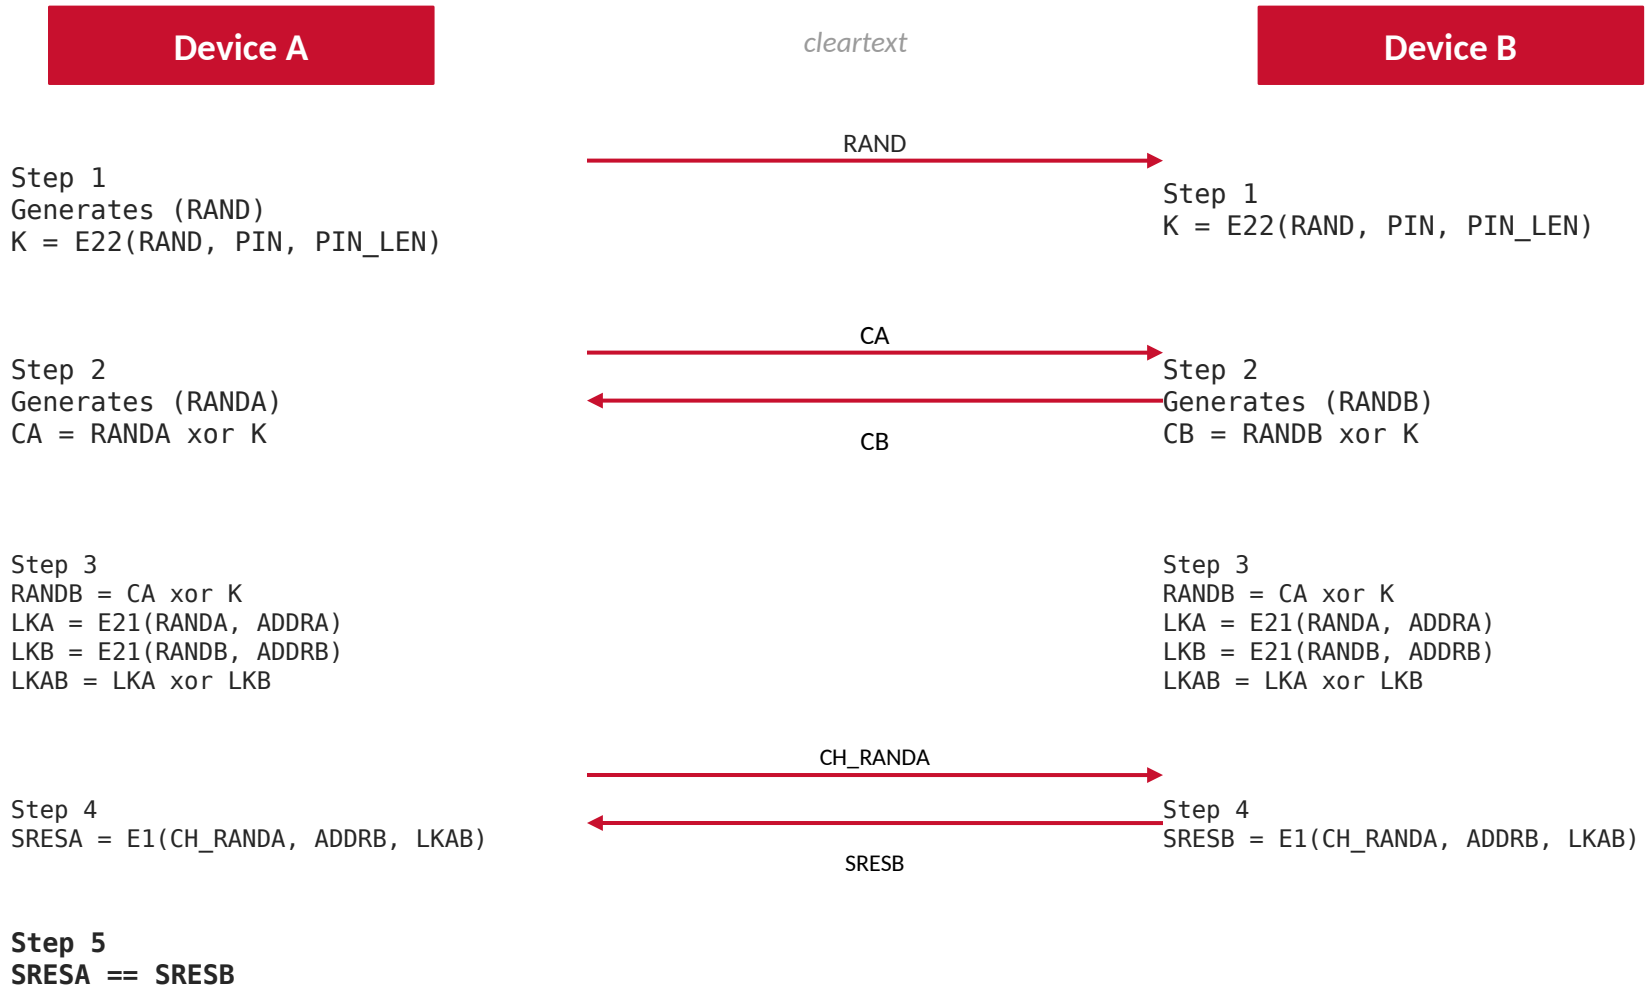 Device A
cleartext
Device B
RAND
Step 1
Generates (RAND)
K = E22(RAND, PIN, PIN_LEN)
Step 1
K = E22(RAND, PIN, PIN_LEN)
CA
Step 2
Generates (RANDA)
CA = RANDA xor K
CB
Step 2
Generates (RANDB)
CB = RANDB xor K
Step 3
RANDB = CA xor K
LKA = E21(RANDA, ADDRA)
LKB = E21(RANDB, ADDRB)
LKAB = LKA xor LKB
Step 3
RANDB = CA xor K
LKA = E21(RANDA, ADDRA)
LKB = E21(RANDB, ADDRB)
LKAB = LKA xor LKB
CH_RANDA
Step 4
SRESA = E1(CH_RANDA, ADDRB, LKAB)
SRESB
Step 4
SRESB = E1(CH_RANDA, ADDRB, LKAB)
Step 5
SRESA == SRESB